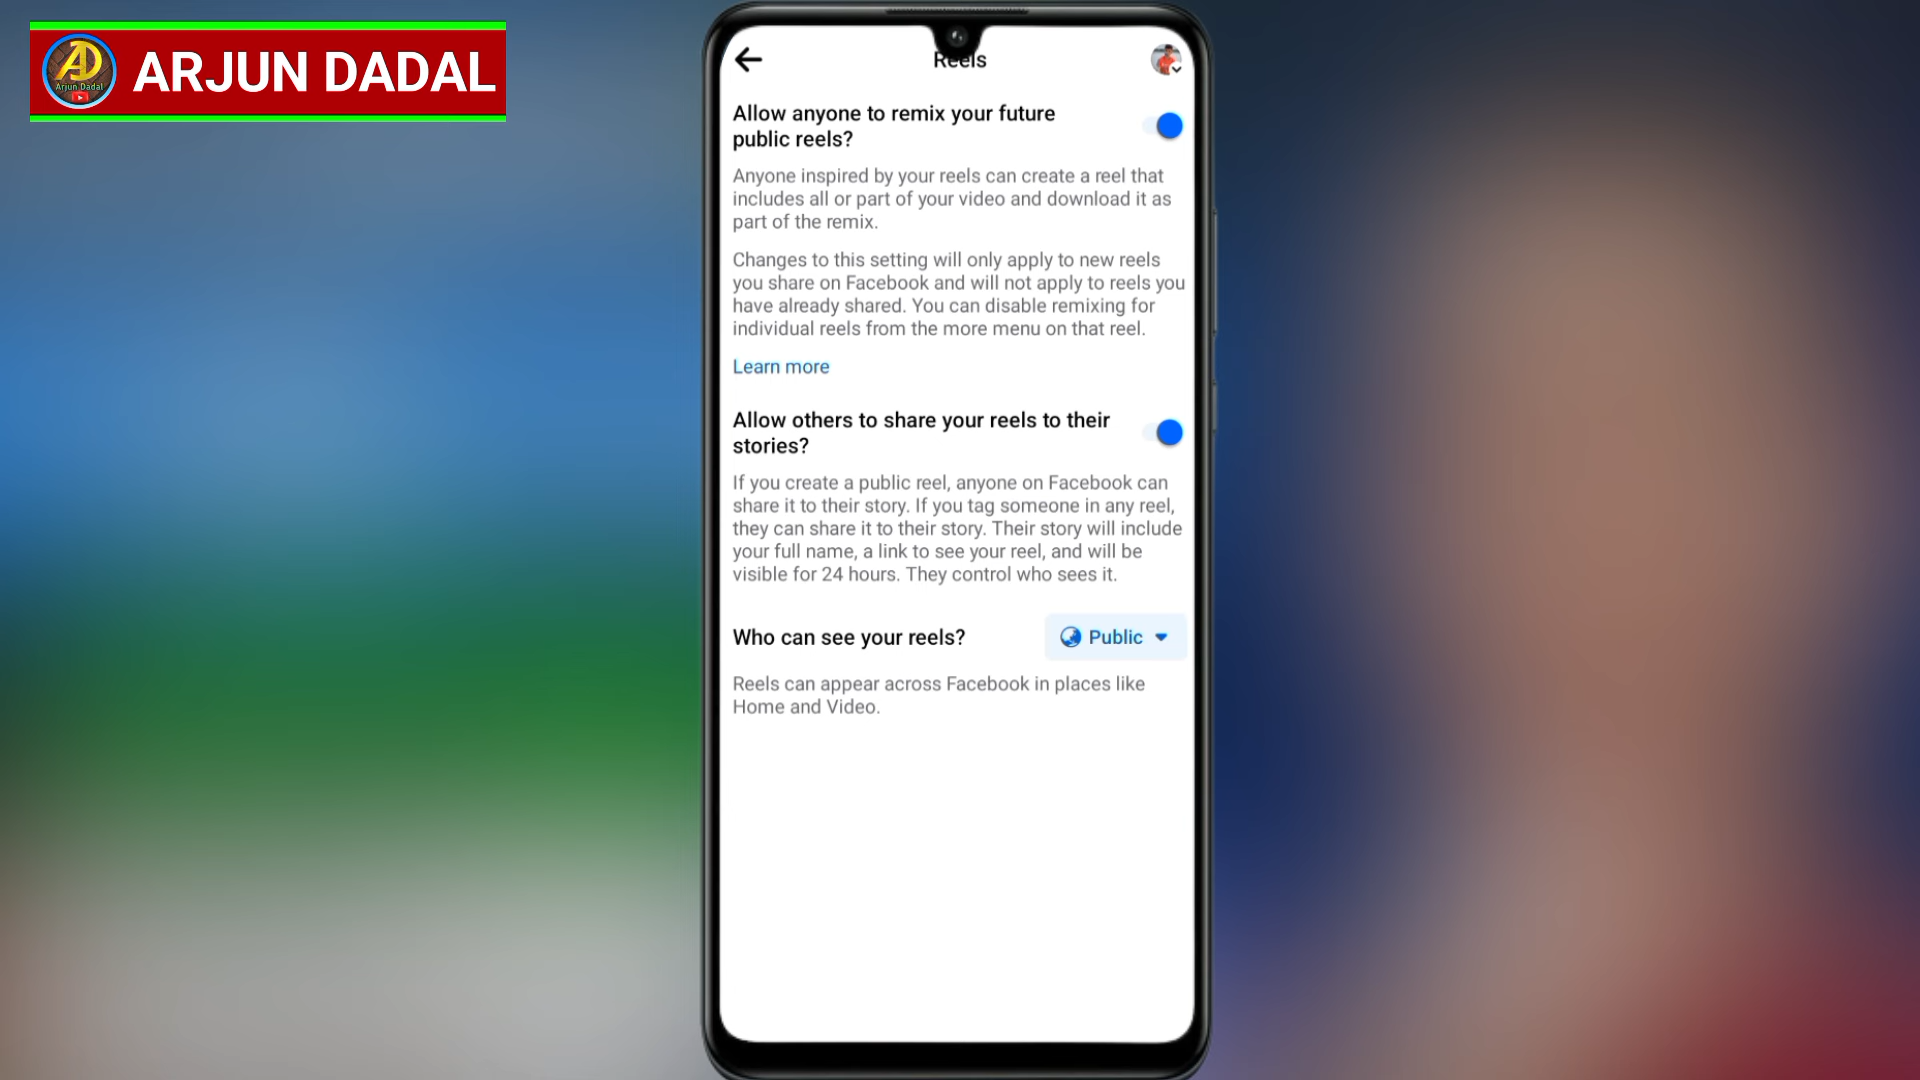 ARJUN DADAL
Arjun Dadal
Reels
Allow anyone to remix your future
public reels?
Anyone inspired by your reels can create a reel that
includes all or part of your video and download it as
part of the remix.
Changes to this setting will only apply to new reels
you share on Facebook and will not apply to reels you
have already shared. You can disable remixing for
individual reels from the more menu on that reel.
Learn more
Allow others to share your reels to their
stories?
If you create a public reel, anyone on Facebook can
share it to their story. If you tag someone in any reel,
they can share it to their story. Their story will include
your full name, a link to see your reel, and will be
visible for 24 hours. They control who sees it.
Who can see your reels?
Public
Reels can appear across Facebook in places like
Home and Video.